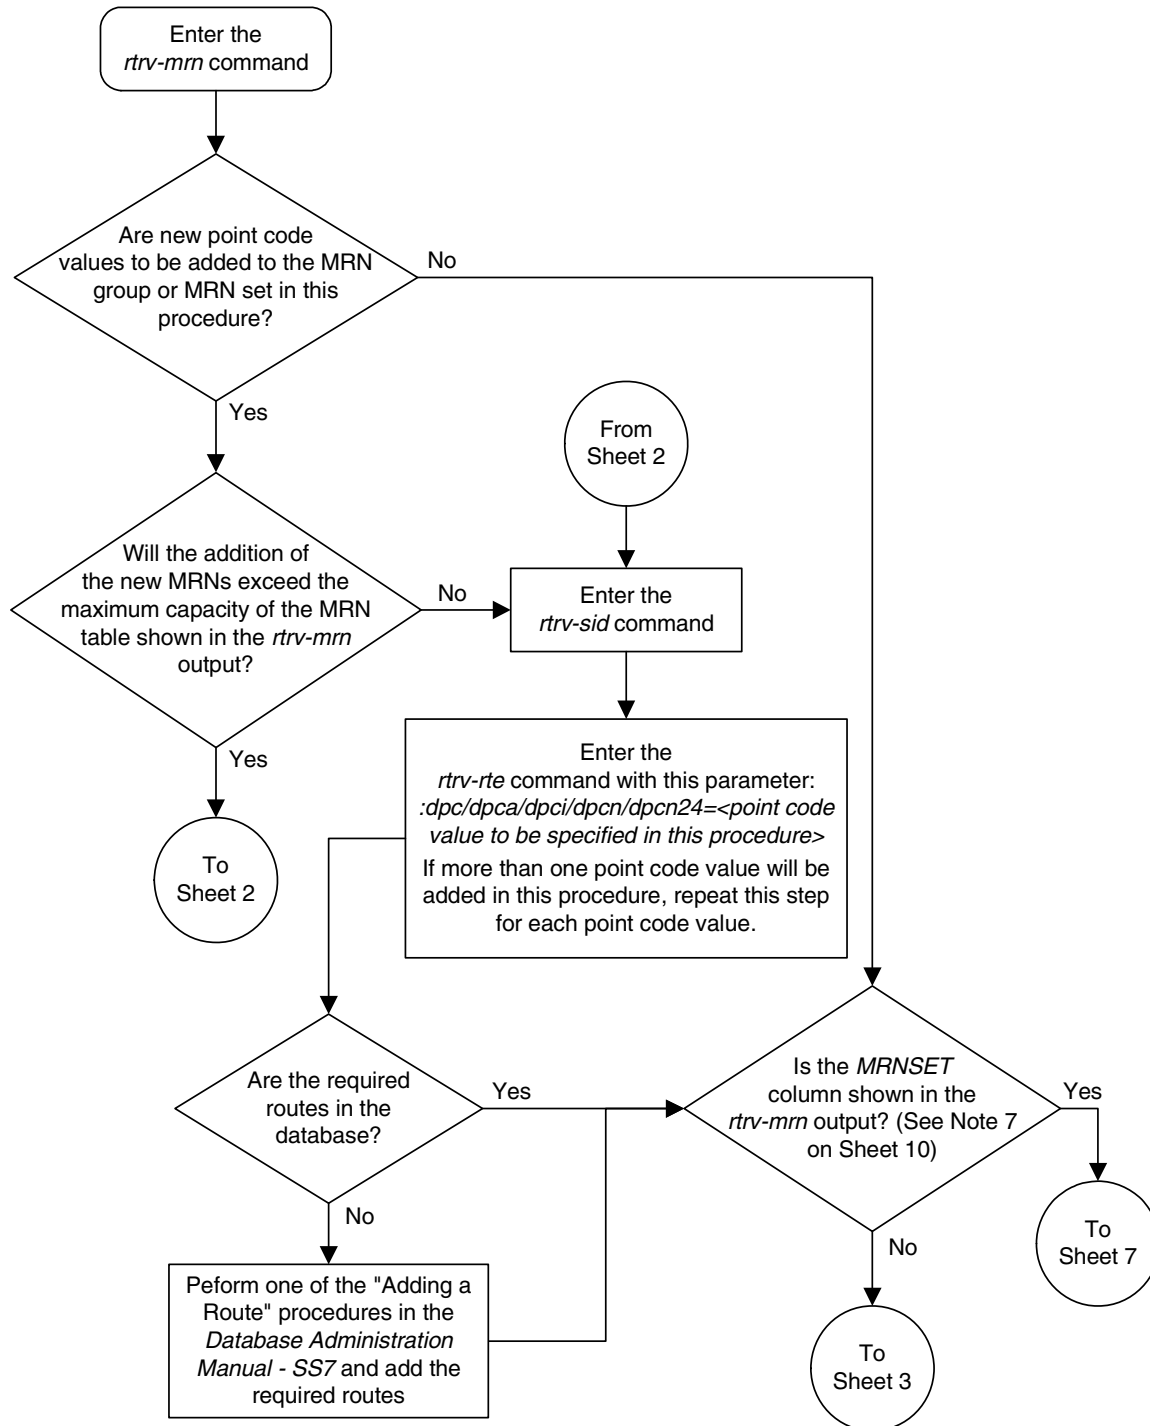 Enter the
rtrv-mrn command
Are new point code
values to be added to the MRN
group or MRN set in this
procedure?
No
Yes
From
Sheet 2
Will the addition of
the new MRNs exceed the
maximum capacity of the MRN
table shown in the rtrv-mrn
output?
No
Yes
Enter the
rtrv-sid command
To
Sheet 2
Enter the
rtrv-rte command with this parameter:
:dpc/dpca/dpci/dpcn/dpcn24=<point code
value to be specified in this procedure>
If more than one point code value will be
added in this procedure, repeat this step
for each point code value.
Are the required
routes in the
database?
Yes
No
Is the MRNSET
column shown in the
rtrv-mrn output? (See Note 7
on Sheet 10)
Yes
No
To
Sheet 7
Peform one of the "Adding a
Route" procedures in the
Database Administration
Manual - SS7 and add the
required routes
To
Sheet 3